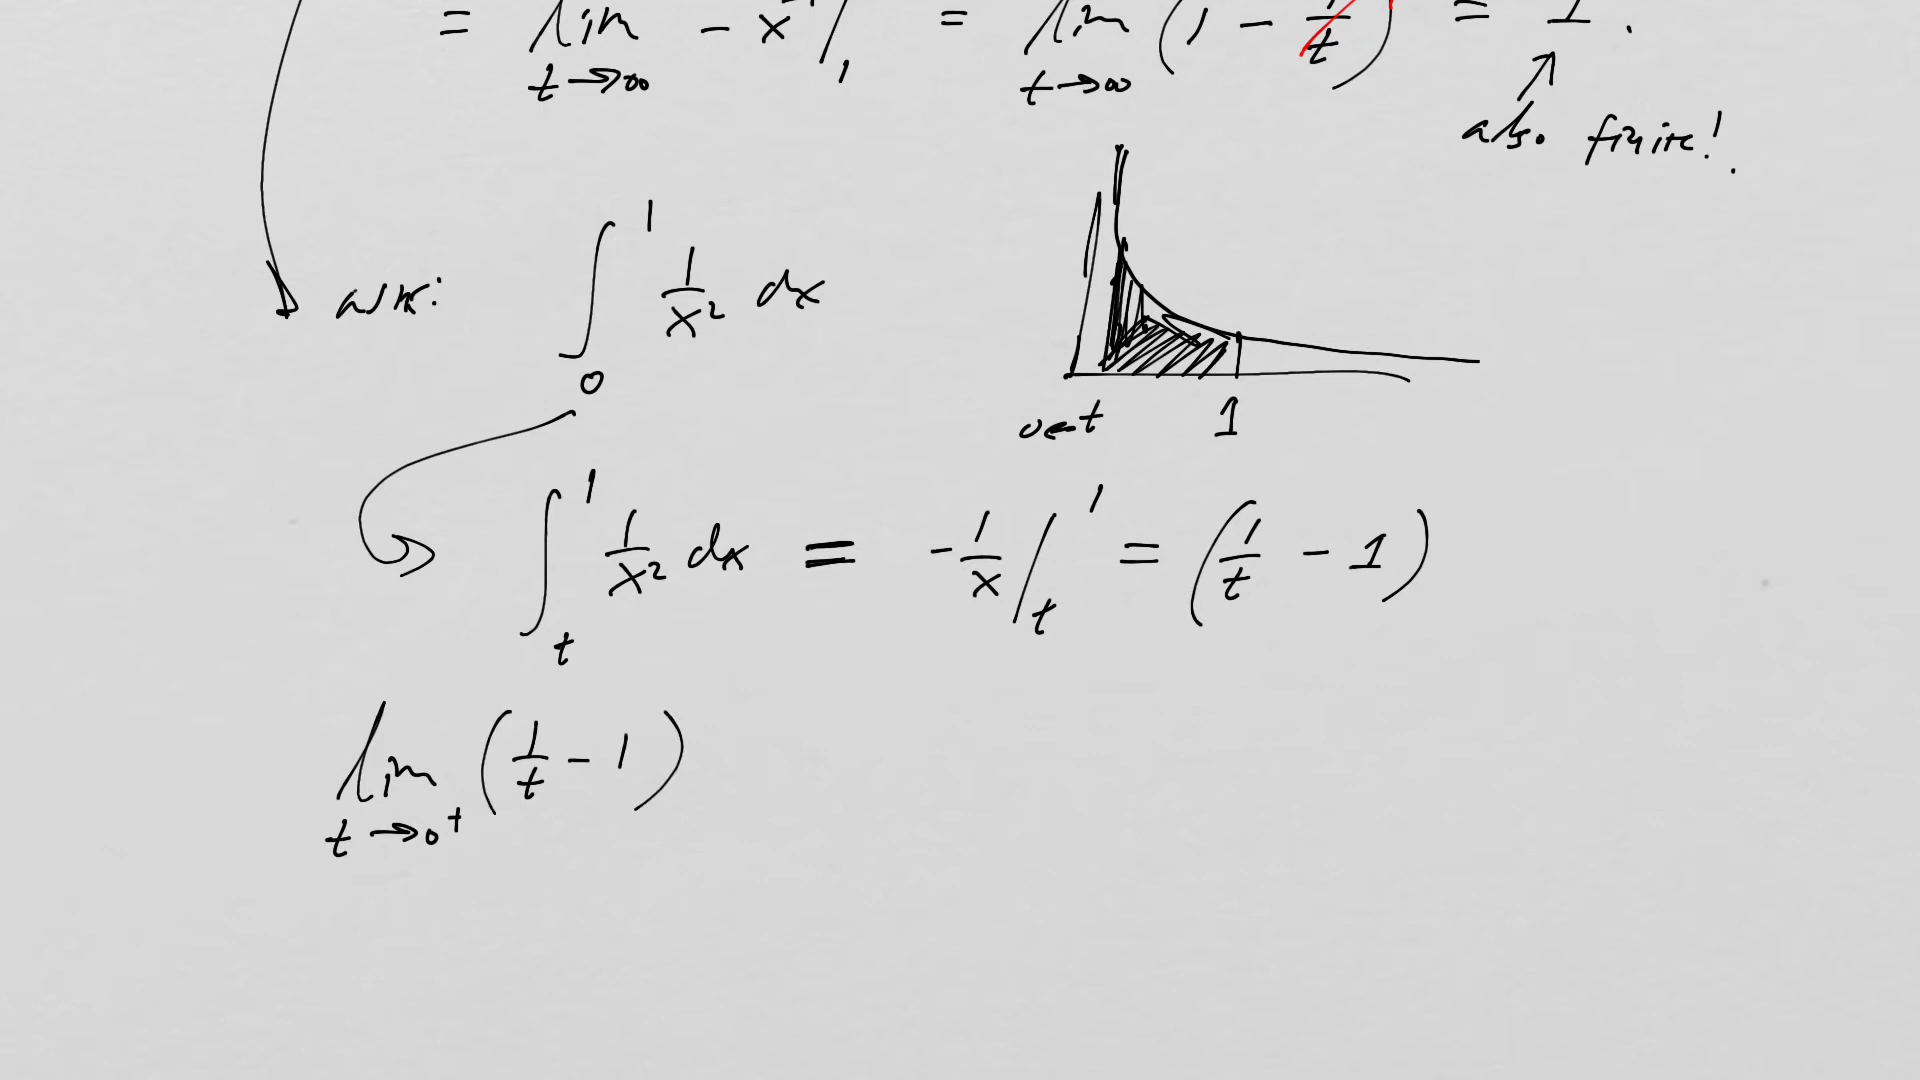 = lim t→∞ - x⁻¹ |₁ = lim t→∞ (1 - 1/t) = 1.
also finite!
ask: ∫₀¹ 1/x² dx
0←t 1
∫ₜ¹ 1/x² dx = -1/x |ₜ¹ = (1/t - 1)
lim t→0⁺ (1/t - 1)